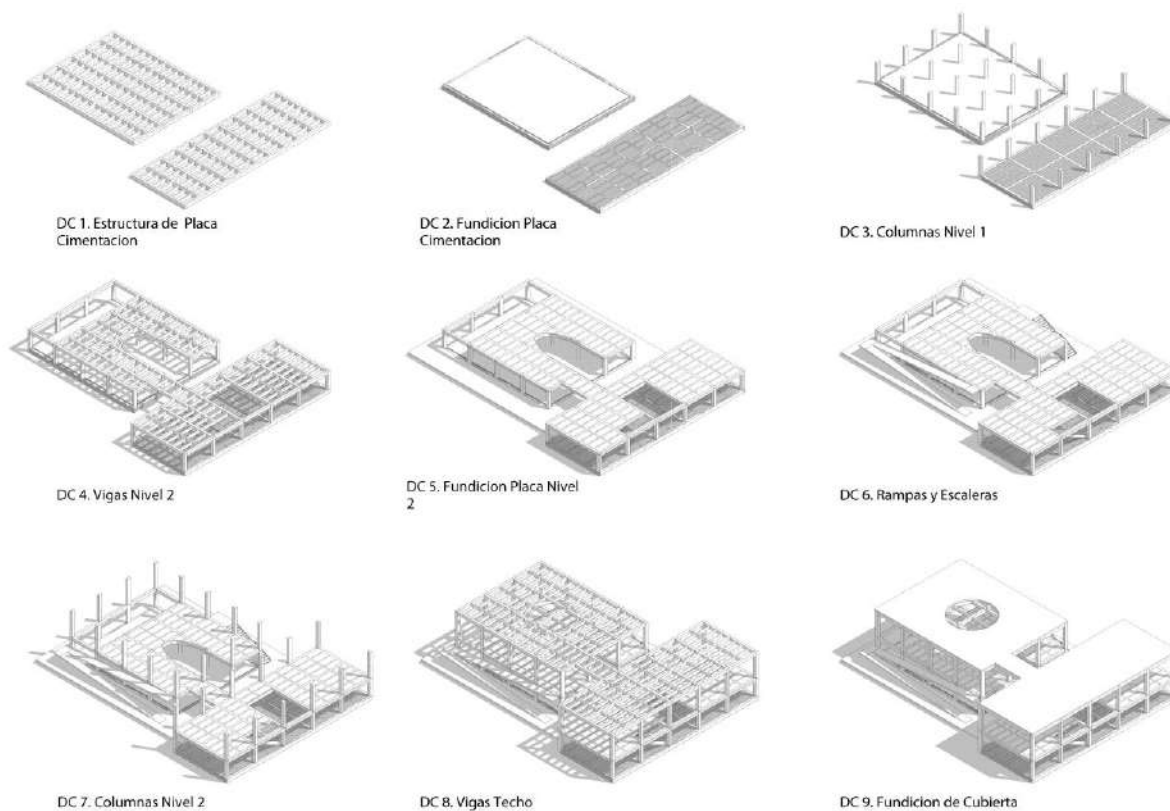 DC 1. Estructura de Placa
Cimentacion
DC 2. Fundicion Placa
Cimentacion
DC 3. Columnas Nivel 1
DC 4. Vigas Nivel 2
DC 5. Fundicion Placa Nivel
2
DC 6. Rampas y Escaleras
DC 7. Columnas Nivel 2
DC 8. Vigas Techo
DC 9. Fundicion de Cubierta